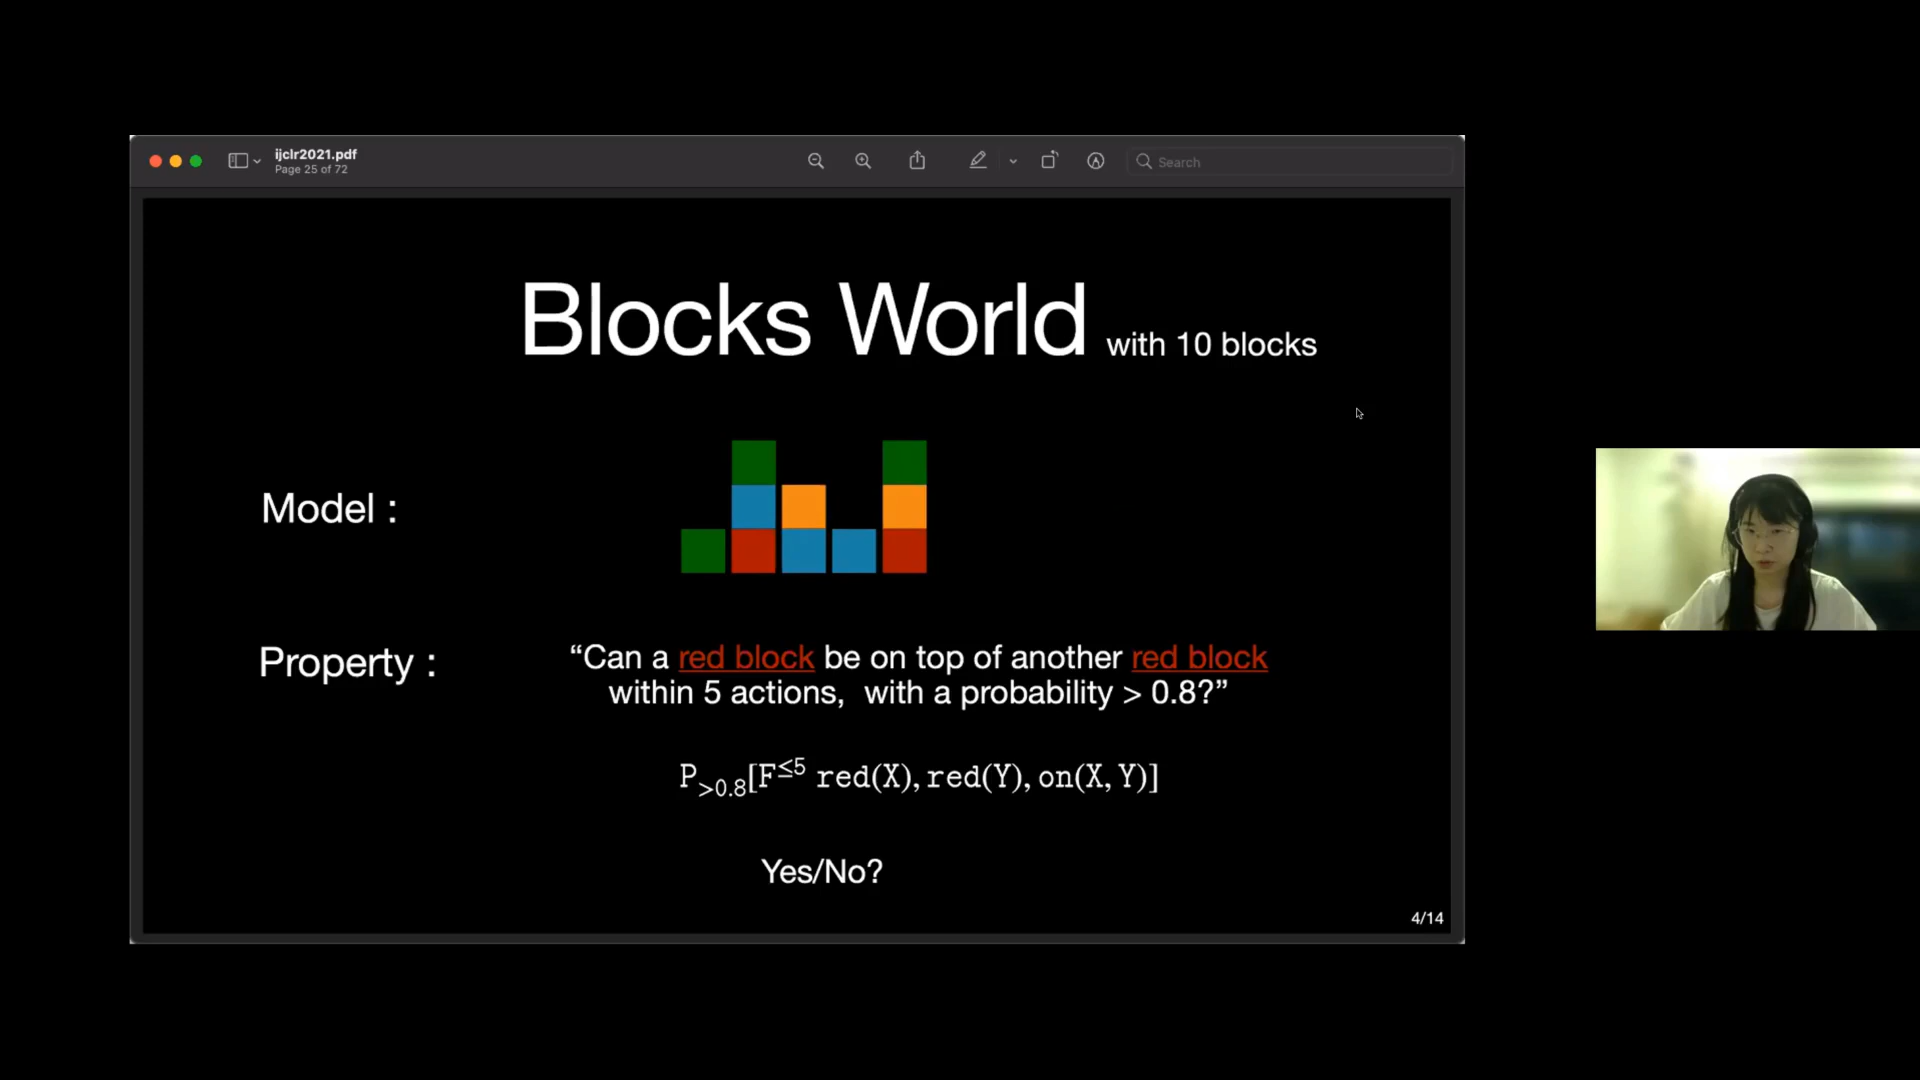 ijclr2021.pdf
Page 25 of 72
Search
Blocks World with 10 blocks
Model :
Property :
“Can a red block be on top of another red block
within 5 actions, with a probability > 0.8?”
P>0.8[F≤5 red(X), red(Y), on(X, Y)]
Yes/No?
4/14